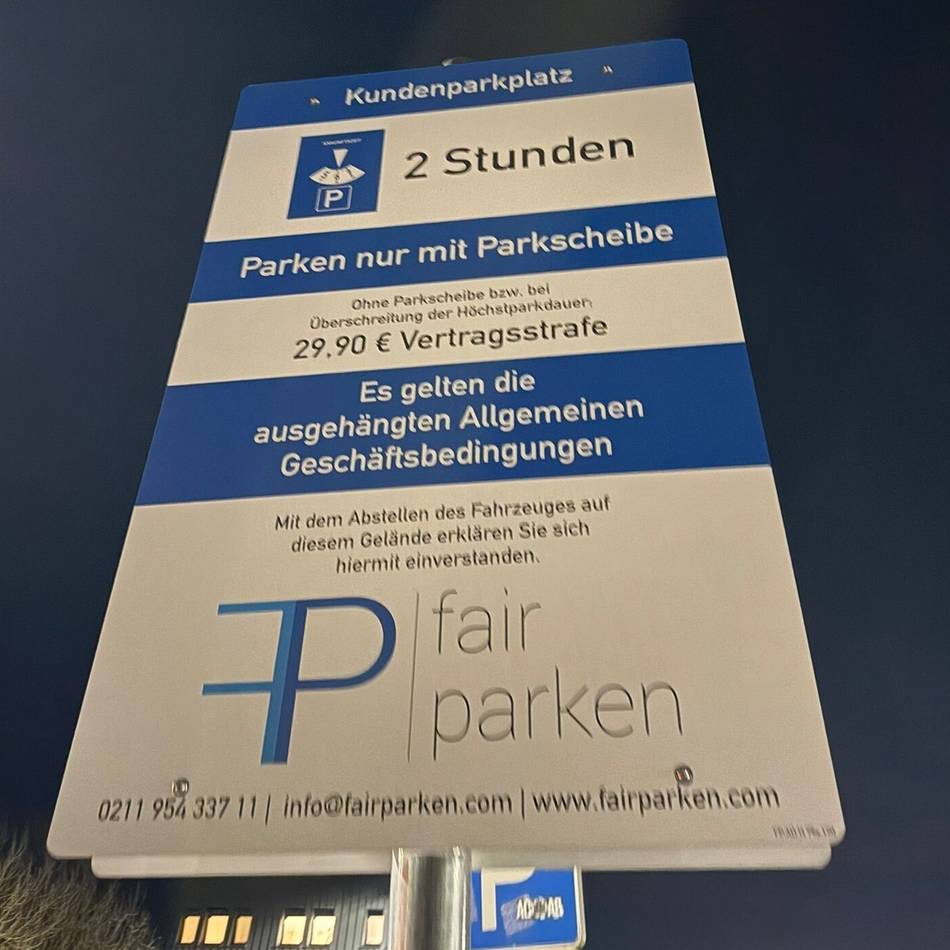 Kundenparkplatz
P
2 Stunden
Parken nur mit Parkscheibe
Ohne Parkscheibe bzw. bei
Überschreitung der Höchstparkdauer:
29,90 € Vertragsstrafe
Es gelten die
ausgehängten Allgemeinen
Geschäftsbedingungen
Mit dem Abstellen des Fahrzeuges auf
diesem Gelände erklären Sie sich
hiermit einverstanden.
fair
parken
0211 954 337 11 | info@fairparken.com | www.fairparken.com
P